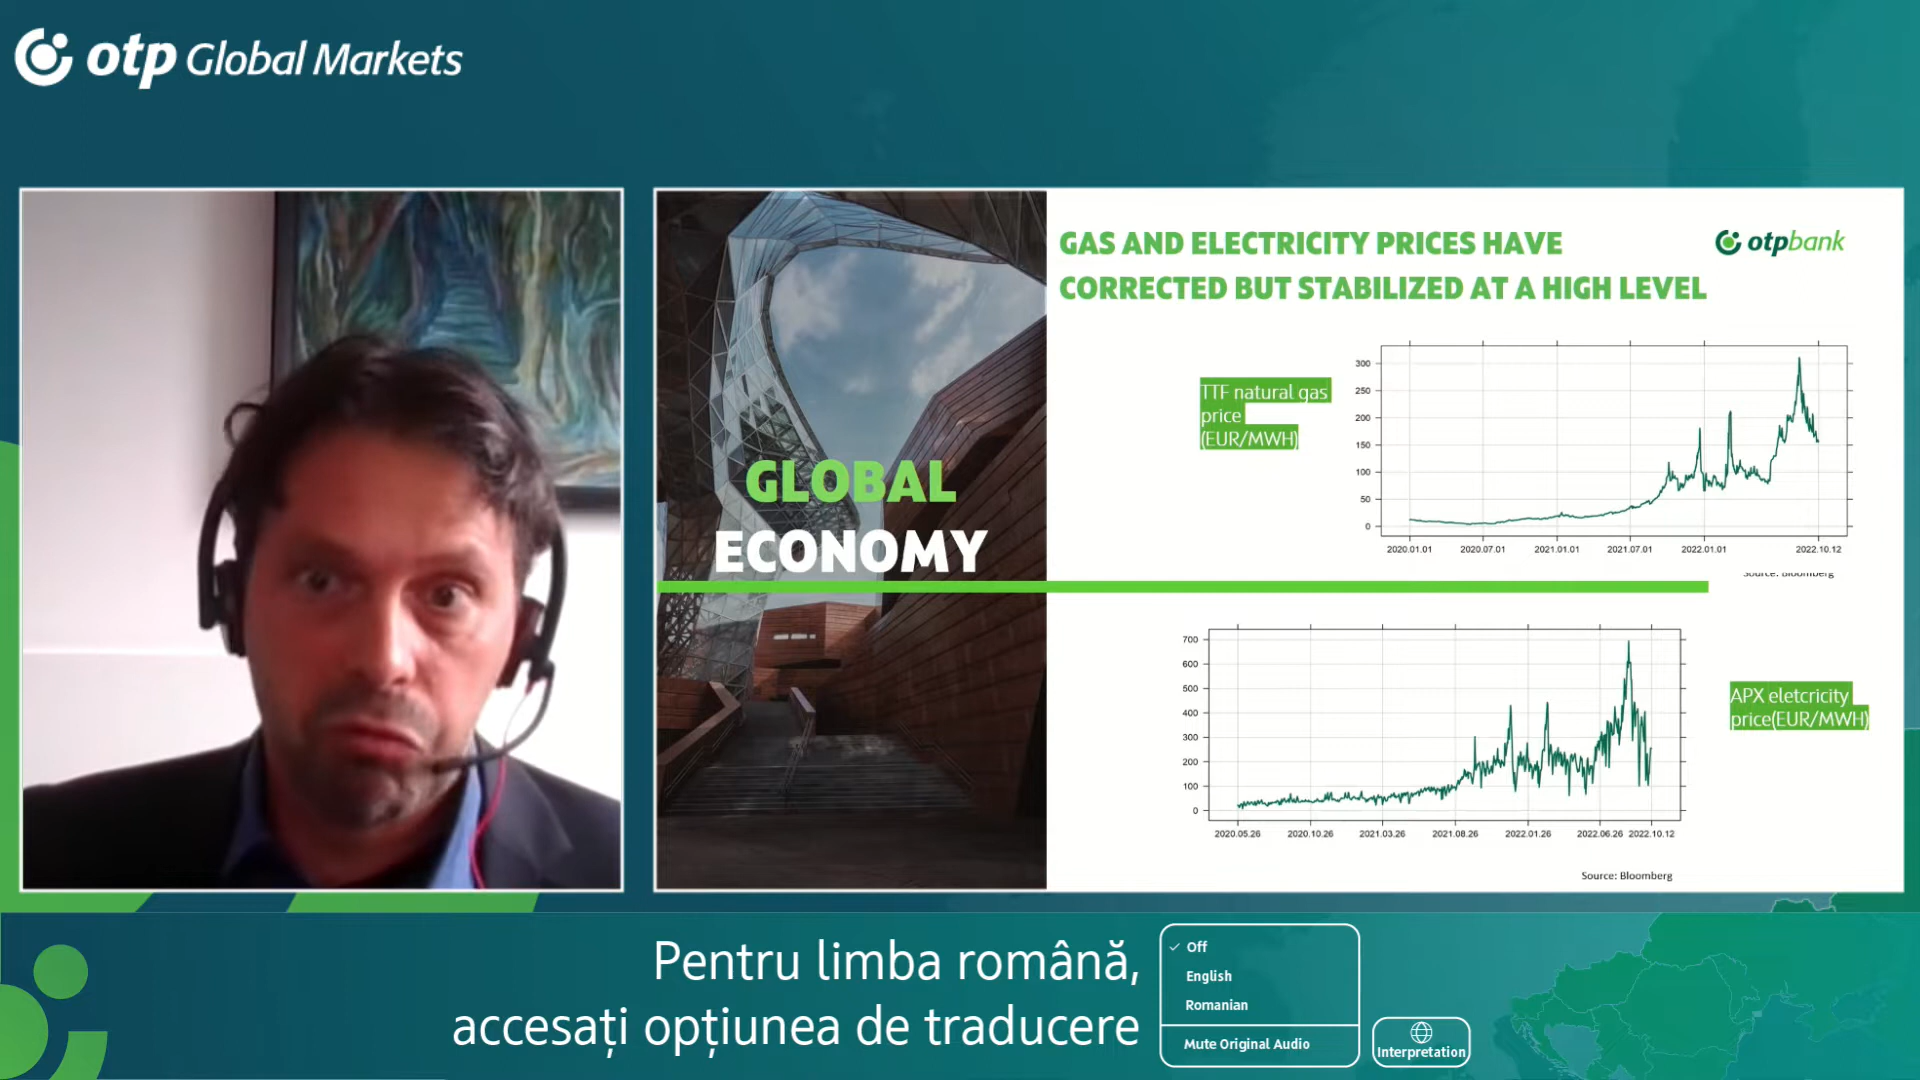 otp Global Markets
GAS AND ELECTRICITY PRICES HAVE
CORRECTED BUT STABILIZED AT A HIGH LEVEL
otpbank
TTF natural gas
price
(EUR/MWH)
300
250
200
150
100
50
0
2020.01.01 2020.07.01 2021.01.01 2021.07.01 2022.01.01 2022.10.12
Source: Bloomberg
GLOBAL
ECONOMY
700
600
500
400
300
200
100
0
2020.05.26 2020.10.26 2021.03.26 2021.08.26 2022.01.26 2022.06.26 2022.10.12
APX eletcricity
price(EUR/MWH)
Source: Bloomberg
Pentru limba română,
accesați opțiunea de traducere
Off
English
Romanian
Mute Original Audio
Interpretation